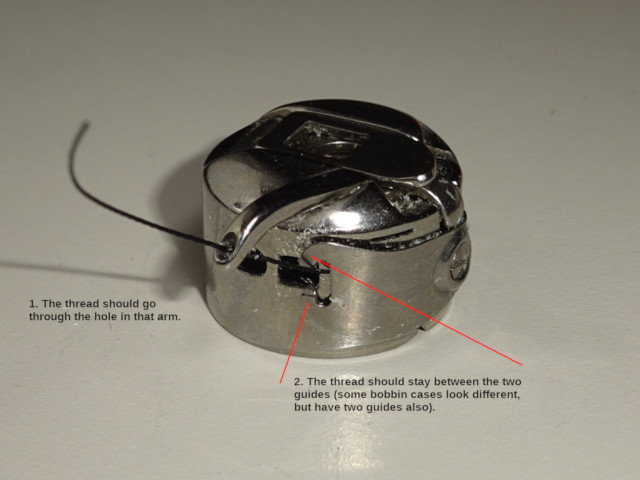 1. The thread should go
through the hole in that arm.
2. The thread should stay between the two
guides (some bobbin cases look different,
but have two guides also).